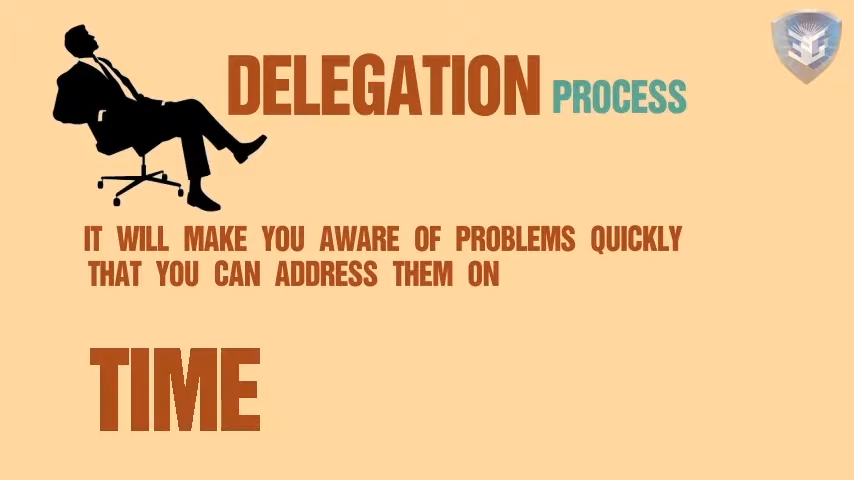 DELEGATION PROCESS
IT WILL MAKE YOU AWARE OF PROBLEMS QUICKLY
THAT YOU CAN ADDRESS THEM ON
TIME